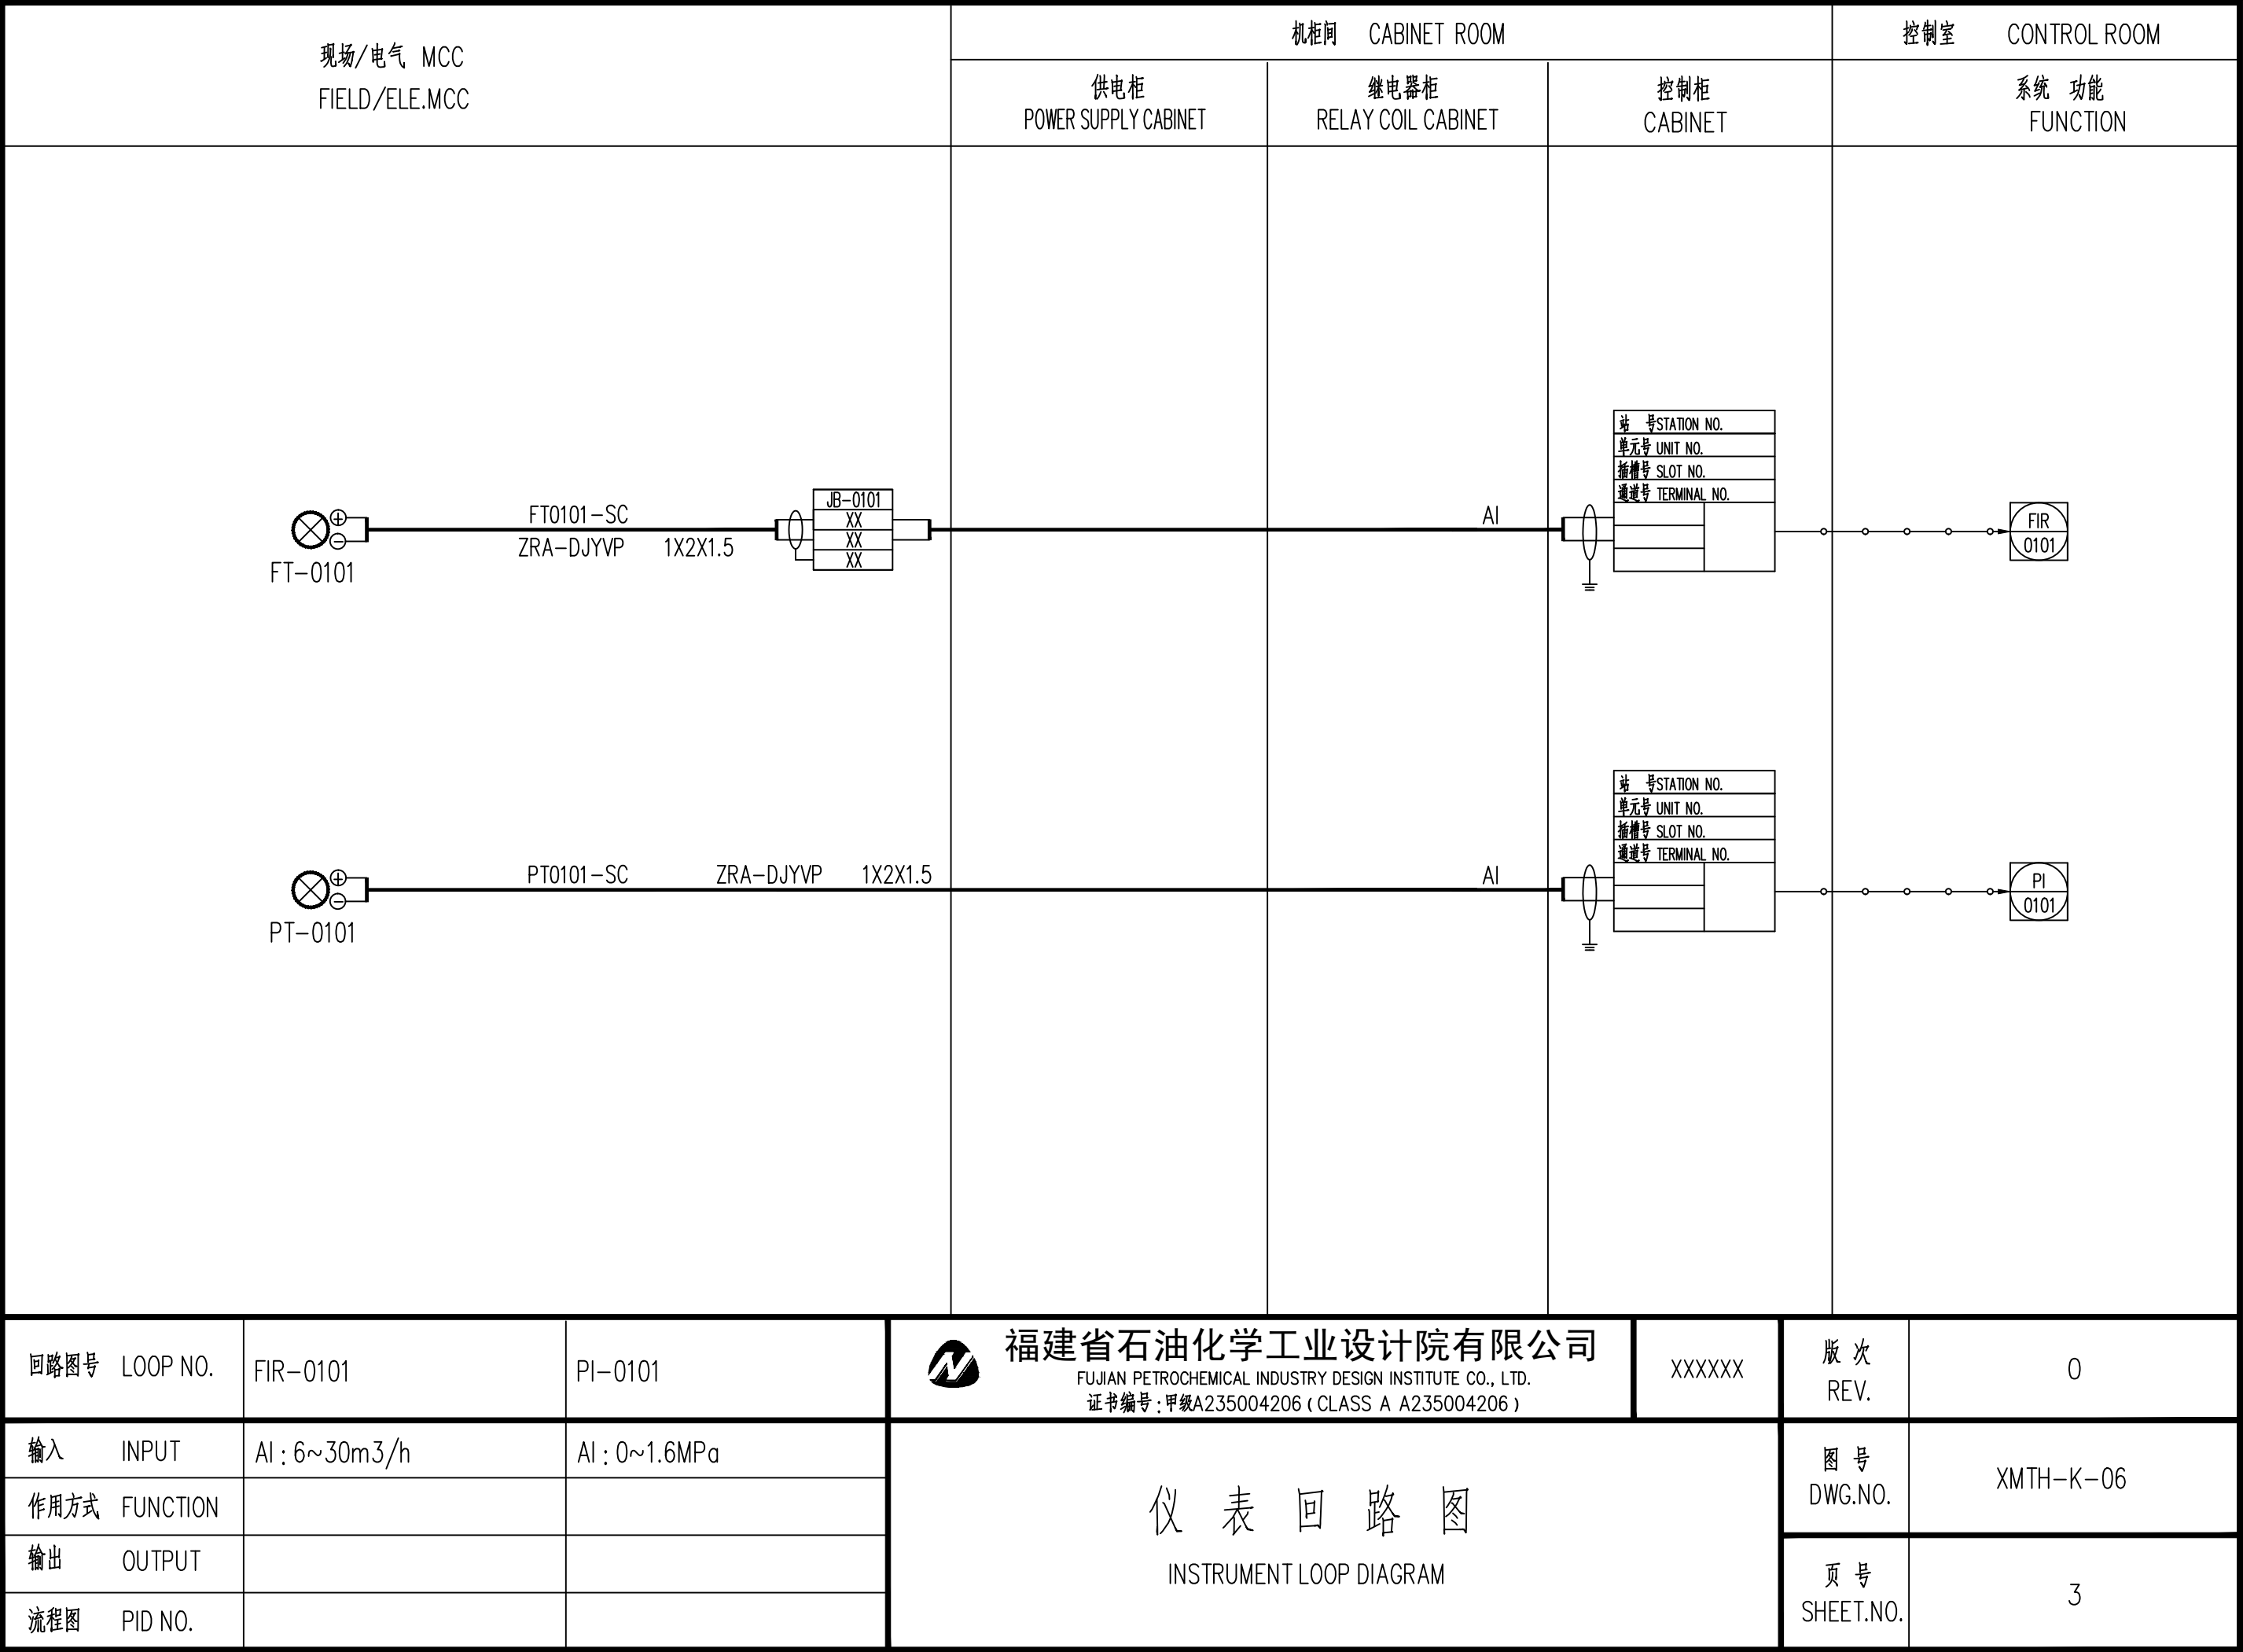 现场/电气 MCC
FIELD/ELE.MCC
机柜间 CABINET ROOM
控制室 CONTROL ROOM
供电柜
POWER SUPPLY CABINET
继电器柜
RELAY COIL CABINET
控制柜
CABINET
系统 功能
FUNCTION
站 号STATION NO.
单元号 UNIT NO.
插槽号 SLOT NO.
通道号 TERMINAL NO.
FT0101-SC
ZRA-DJYVP 1X2X1.5
JB-0101
XX
XX
XX
AI
FIR
0101
FT-0101
站 号STATION NO.
单元号 UNIT NO.
插槽号 SLOT NO.
通道号 TERMINAL NO.
PT0101-SC ZRA-DJYVP 1X2X1.5
AI
PI
0101
PT-0101
回路图号 LOOP NO. FIR-0101 PI-0101
输入 INPUT AI:6~30m3/h AI:0~1.6MPa
作用方式 FUNCTION
输出 OUTPUT
流程图 PID NO.
福建省石油化学工业设计院有限公司
FUJIAN PETROCHEMICAL INDUSTRY DESIGN INSTITUTE CO., LTD.
证书编号:甲级A235004206(CLASS A A235004206)
XXXXXX
仪表回路图
INSTRUMENT LOOP DIAGRAM
版次
REV.
0
图号
DWG.NO.
XMTH-K-06
页号
SHEET.NO.
3